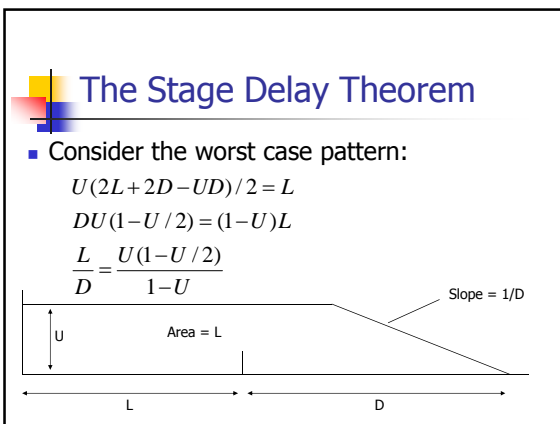 The Stage Delay Theorem
Consider the worst case pattern:
U(2L+2D−UD)/2 = L
DU(1−U/2) = (1−U)L
L/D = U(1−U/2)/(1−U)
Slope = 1/D
U
Area = L
L
D